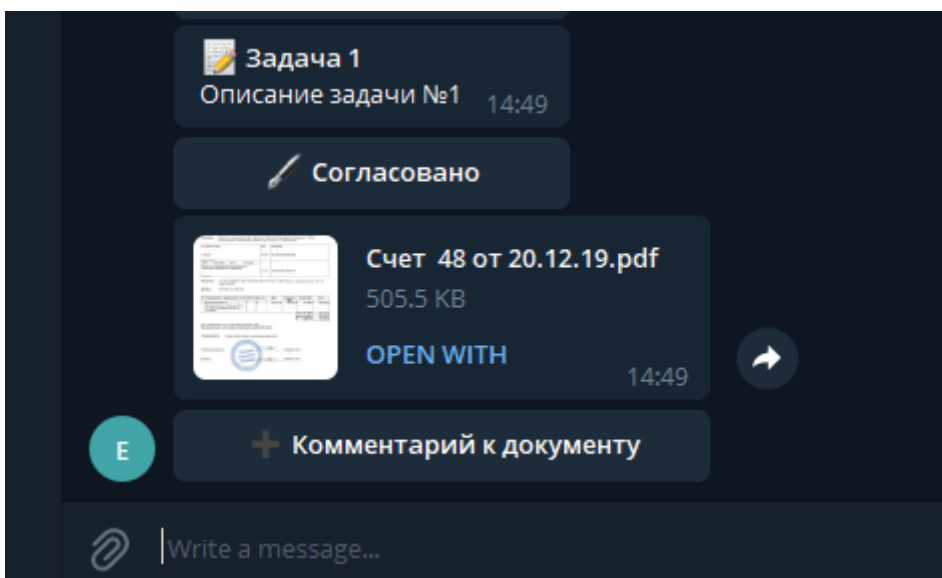 Задача 1
Описание задачи №1
14:49
Согласовано
Счет 48 от 20.12.19.pdf
505.5 KB
OPEN WITH
14:49
E
Комментарий к документу
Write a message...